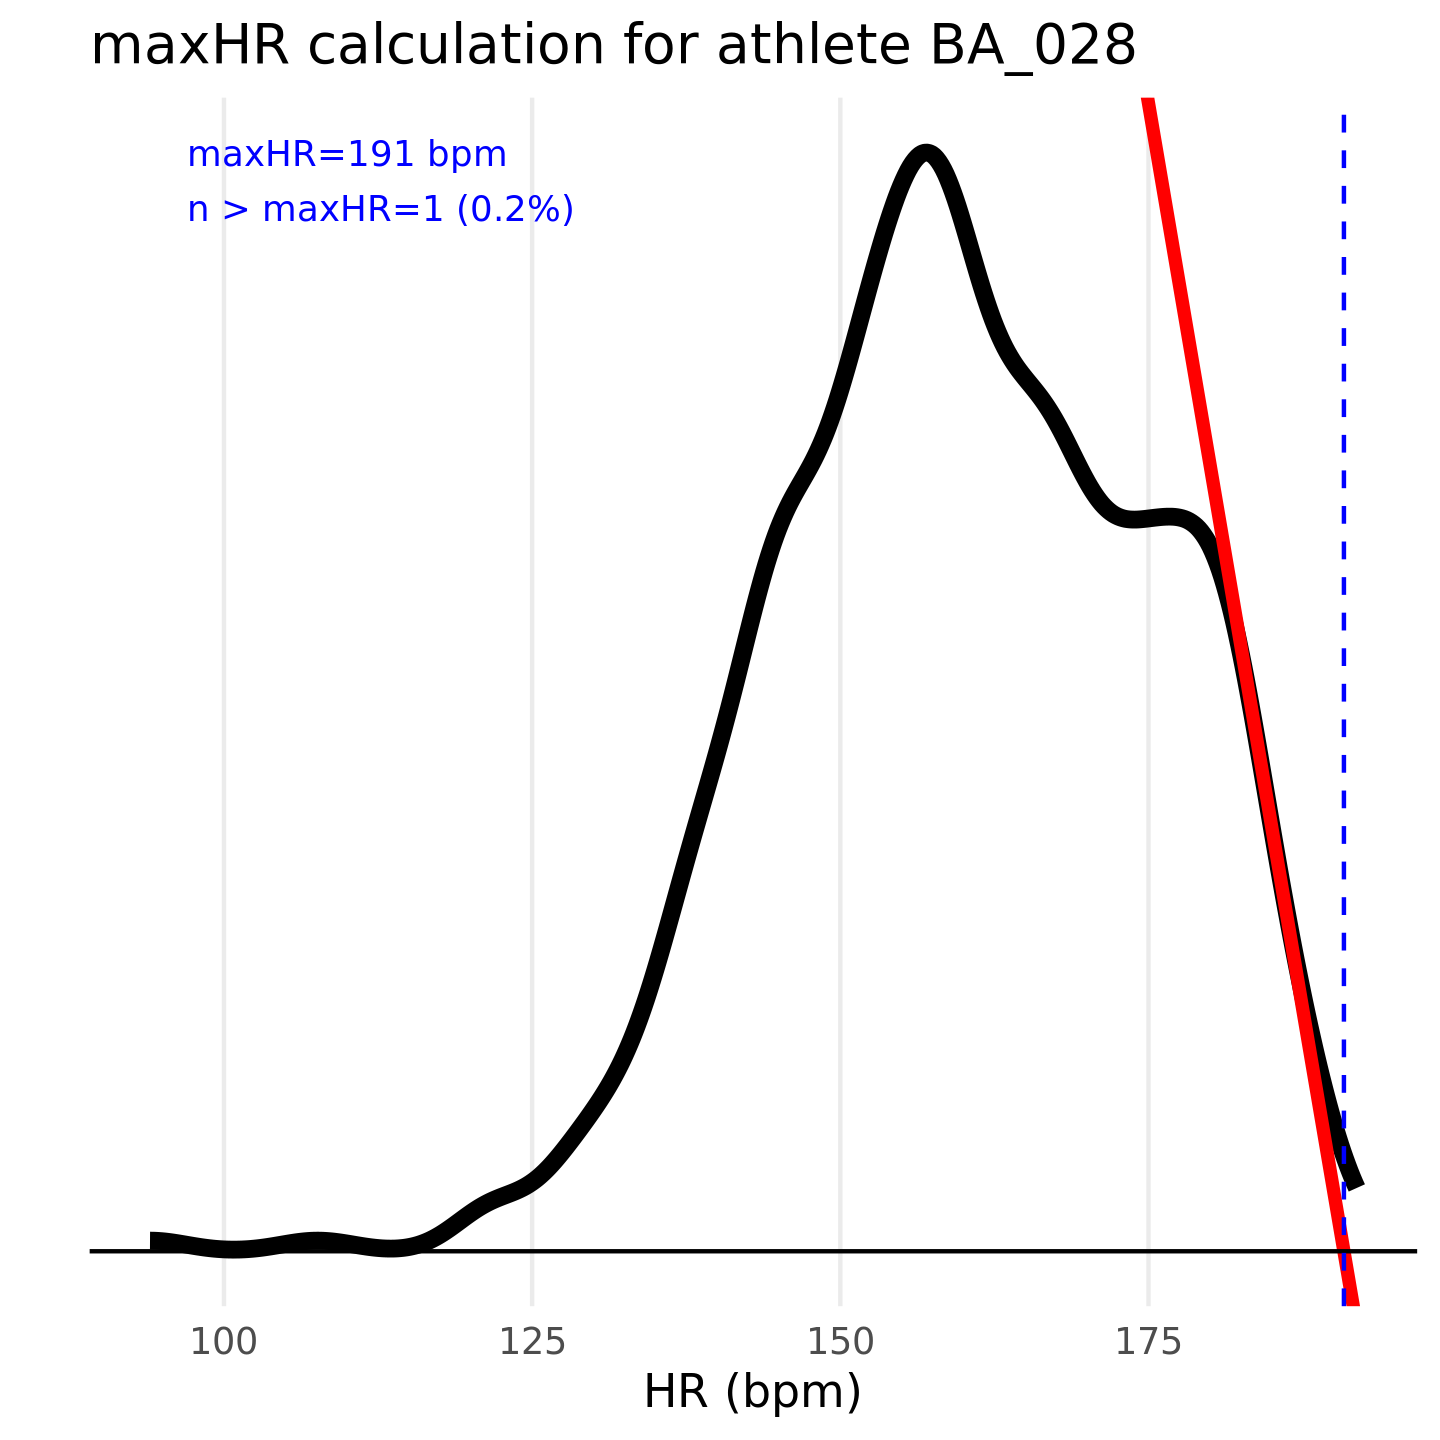 maxHR calculation for athlete BA_028
maxHR=191 bpm
n > maxHR=1 (0.2%)
100 125 150 175
HR (bpm)